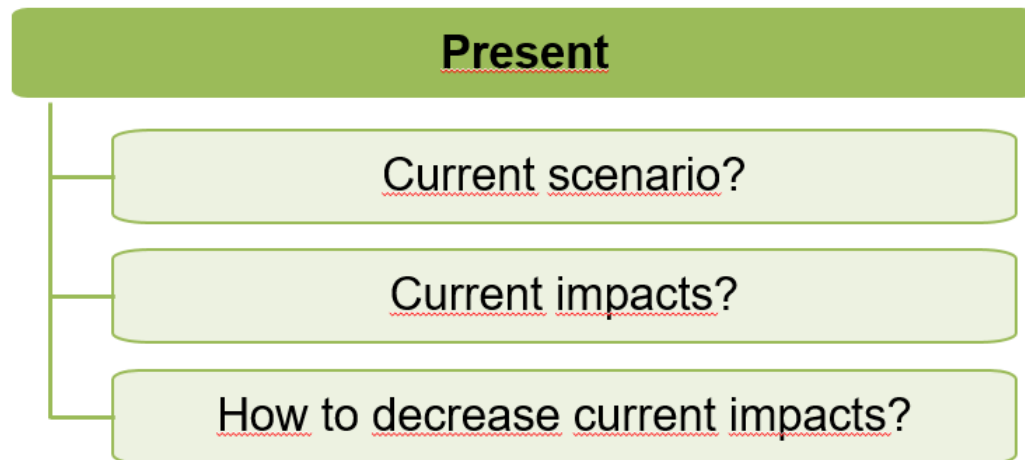 Present
Current scenario?
Current impacts?
How to decrease current impacts?